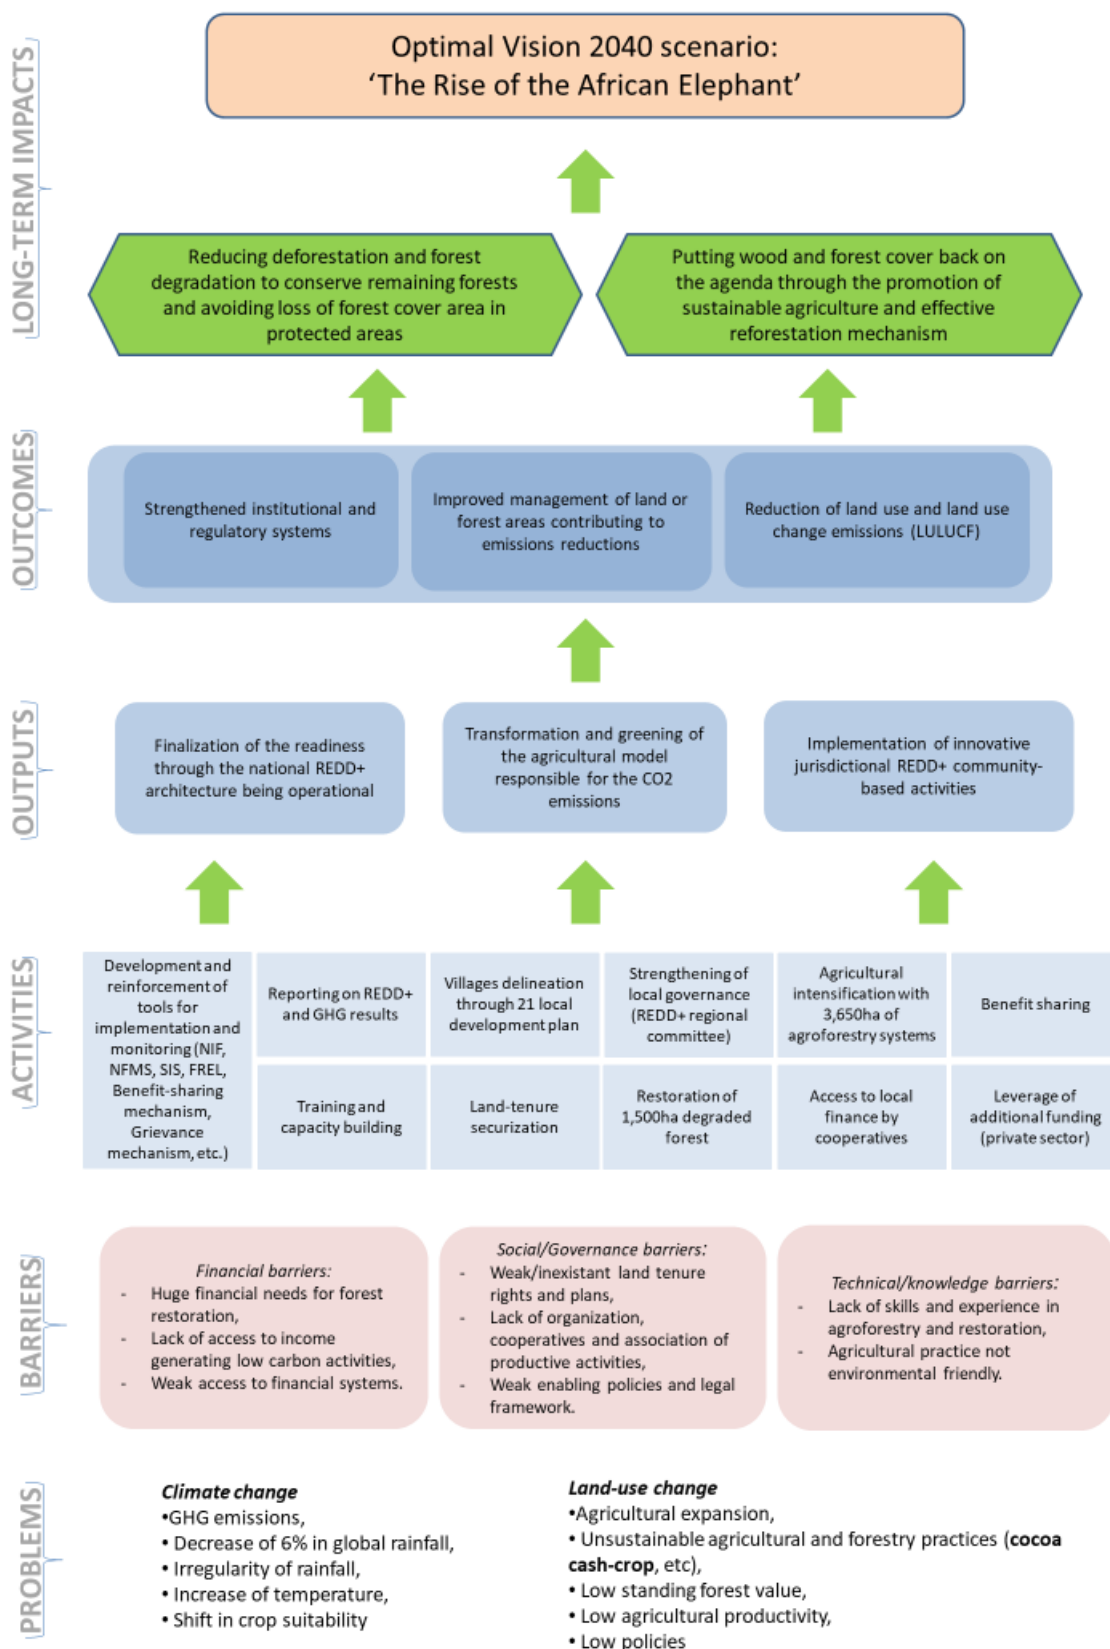 LONG-TERM IMPACTS
Optimal Vision 2040 scenario:
‘The Rise of the African Elephant’
Reducing deforestation and forest
degradation to conserve remaining forests
and avoiding loss of forest cover area in
protected areas
Putting wood and forest cover back on
the agenda through the promotion of
sustainable agriculture and effective
reforestation mechanism
OUTCOMES
Strengthened institutional and
regulatory systems
Improved management of land or
forest areas contributing to
emissions reductions
Reduction of land use and land use
change emissions (LULUCF)
OUTPUTS
Finalization of the readiness
through the national REDD+
architecture being operational
Transformation and greening of
the agricultural model
responsible for the CO2
emissions
Implementation of innovative
jurisdictional REDD+ community-
based activities
ACTIVITIES
Development and
reinforcement of
tools for
implementation and
monitoring (NIF,
NFMS, SIS, FREL,
Benefit-sharing
mechanism,
Grievance
mechanism, etc.)
Reporting on REDD+
and GHG results
Villages delineation
through 21 local
development plan
Strengthening of
local governance
(REDD+ regional
committee)
Agricultural
intensification with
3,650ha of
agroforestry systems
Benefit sharing
Training and
capacity building
Land-tenure
securization
Restoration of
1,500ha degraded
forest
Access to local
finance by
cooperatives
Leverage of
additional funding
(private sector)
BARRIERS
Financial barriers:
- Huge financial needs for forest
restoration,
- Lack of access to income
generating low carbon activities,
- Weak access to financial systems.
Social/Governance barriers:
- Weak/inexistant land tenure
rights and plans,
- Lack of organization,
cooperatives and association of
productive activities,
- Weak enabling policies and legal
framework.
Technical/knowledge barriers:
- Lack of skills and experience in
agroforestry and restoration,
- Agricultural practice not
environmental friendly.
PROBLEMS
Climate change
•GHG emissions,
• Decrease of 6% in global rainfall,
• Irregularity of rainfall,
• Increase of temperature,
• Shift in crop suitability
Land-use change
•Agricultural expansion,
• Unsustainable agricultural and forestry practices (cocoa
cash-crop, etc),
• Low standing forest value,
• Low agricultural productivity,
• Low policies